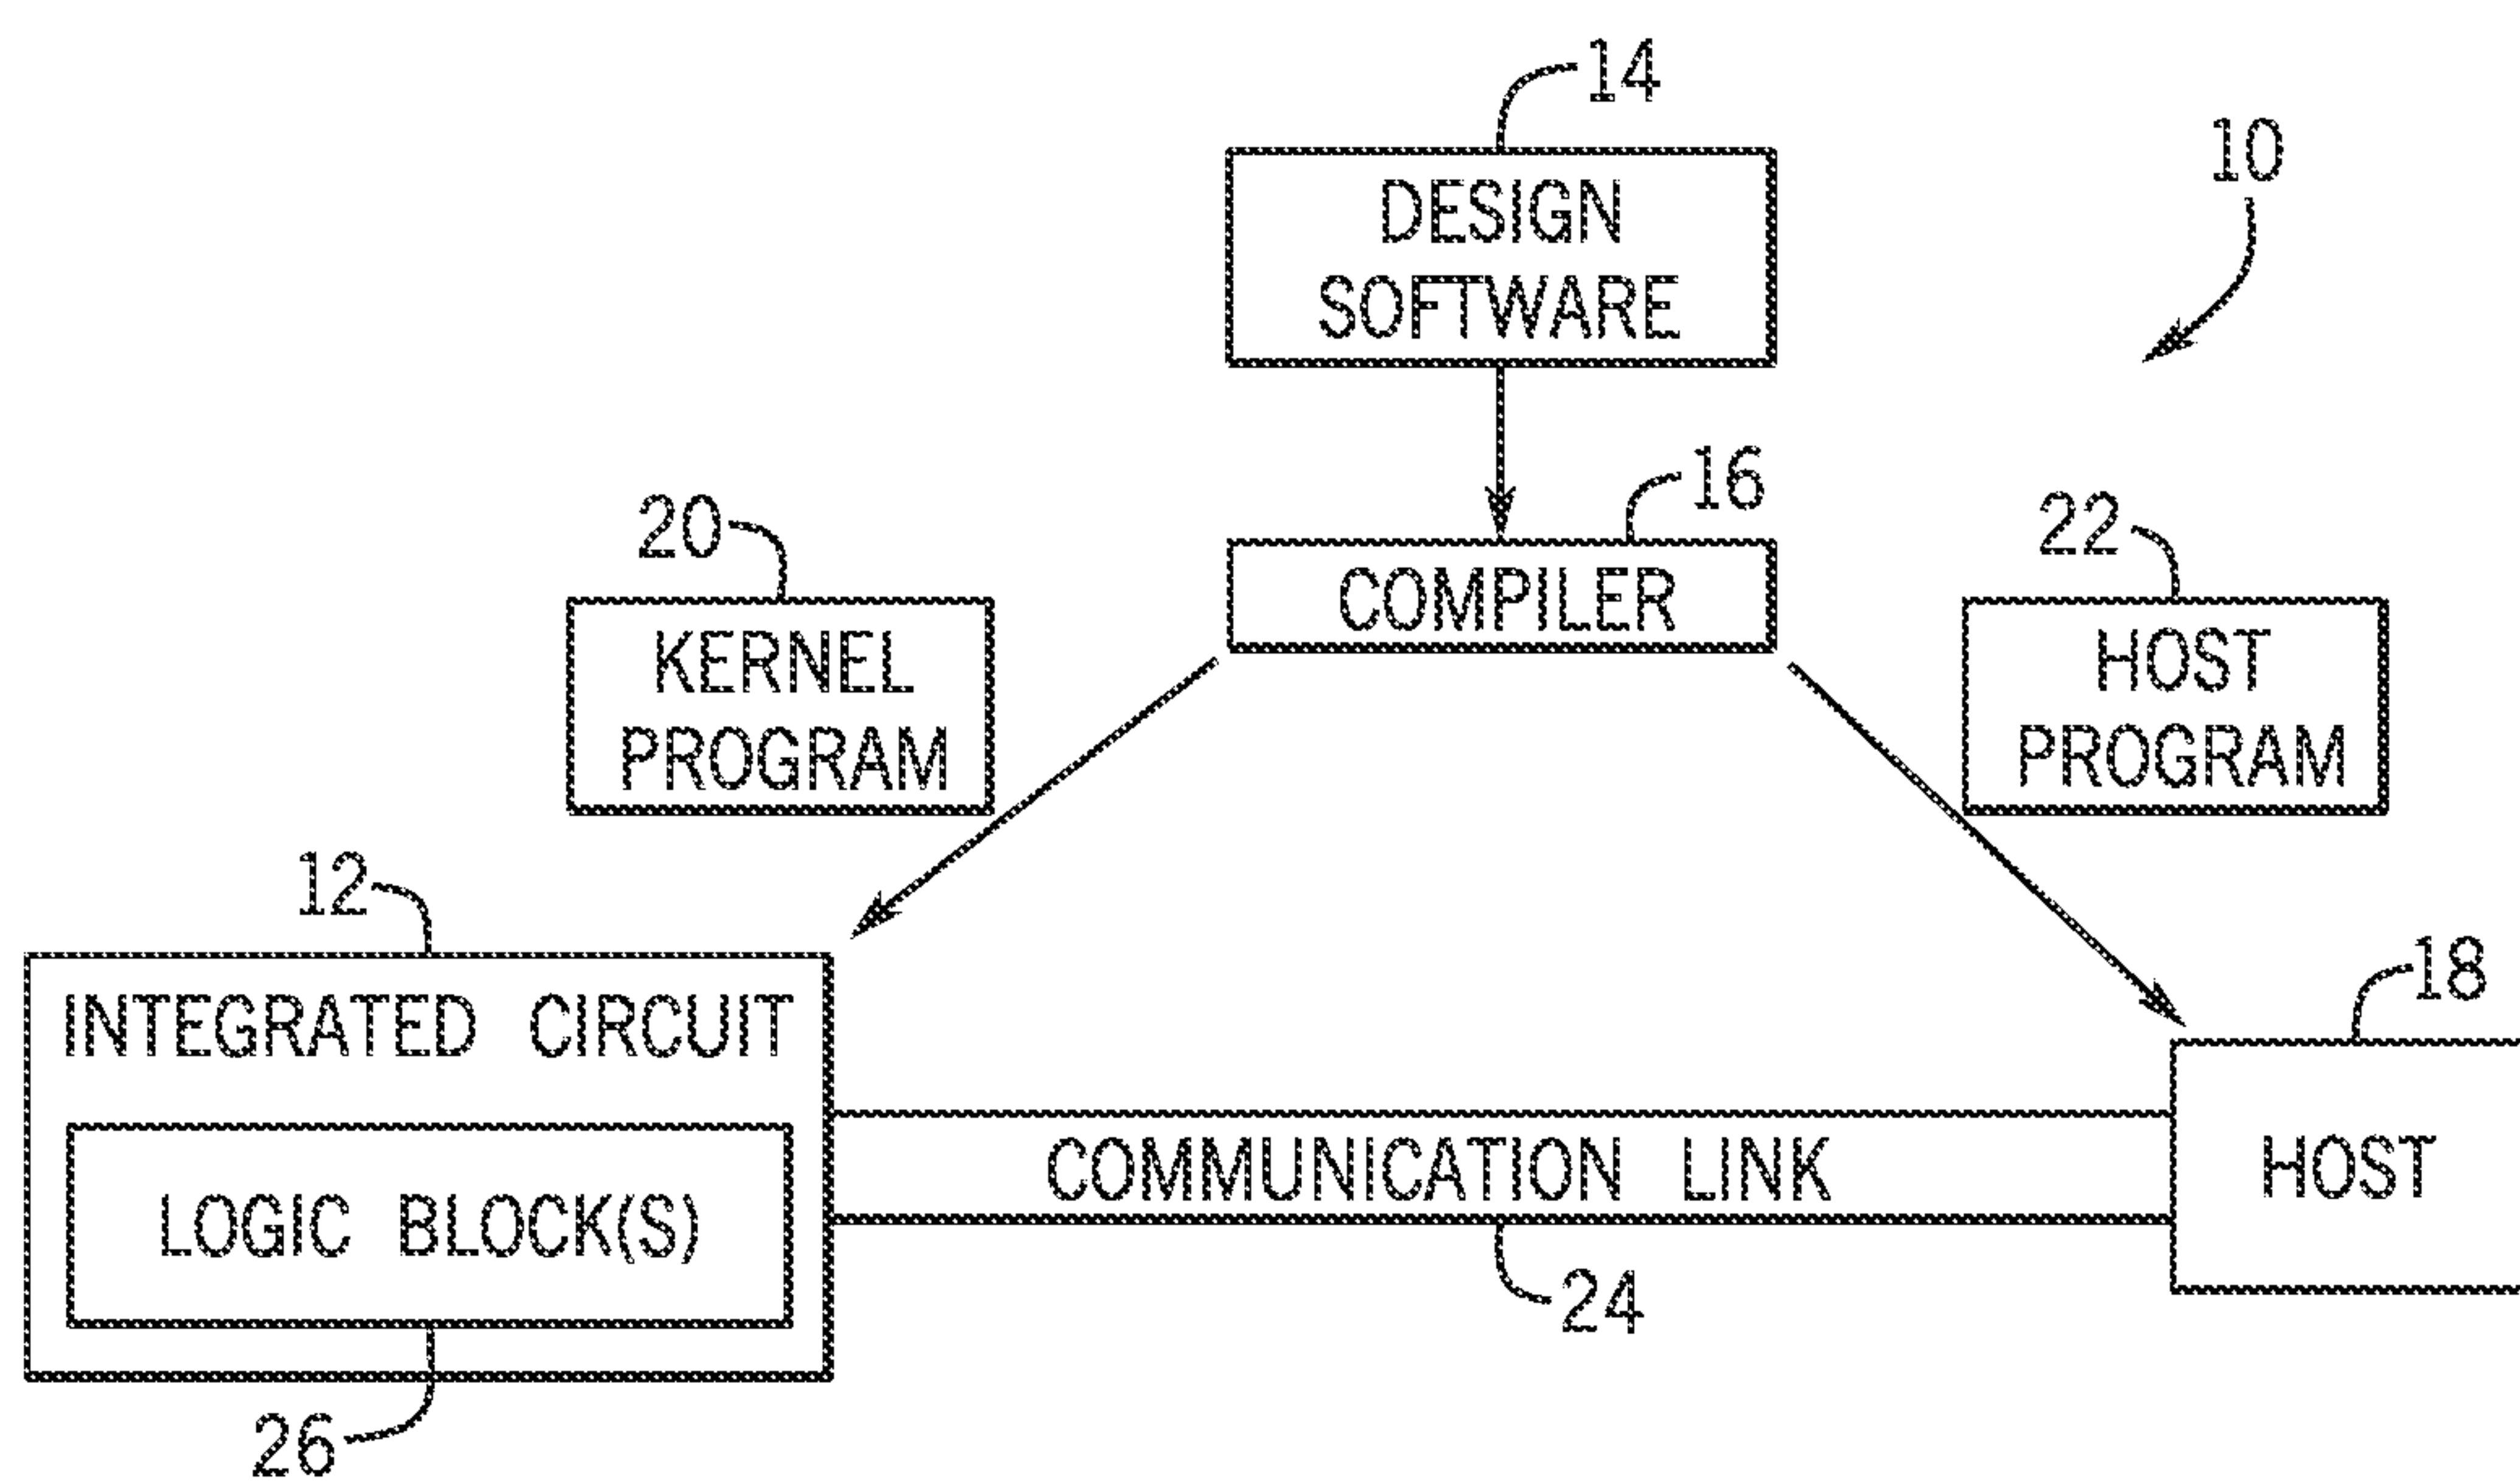 14
10
DESIGN
SOFTWARE
16
20
22
COMPILER
KERNEL
PROGRAM
HOST
PROGRAM
12
18
INTEGRATED CIRCUIT
COMMUNICATION LINK
HOST
LOGIC BLOCK(S)
24
26